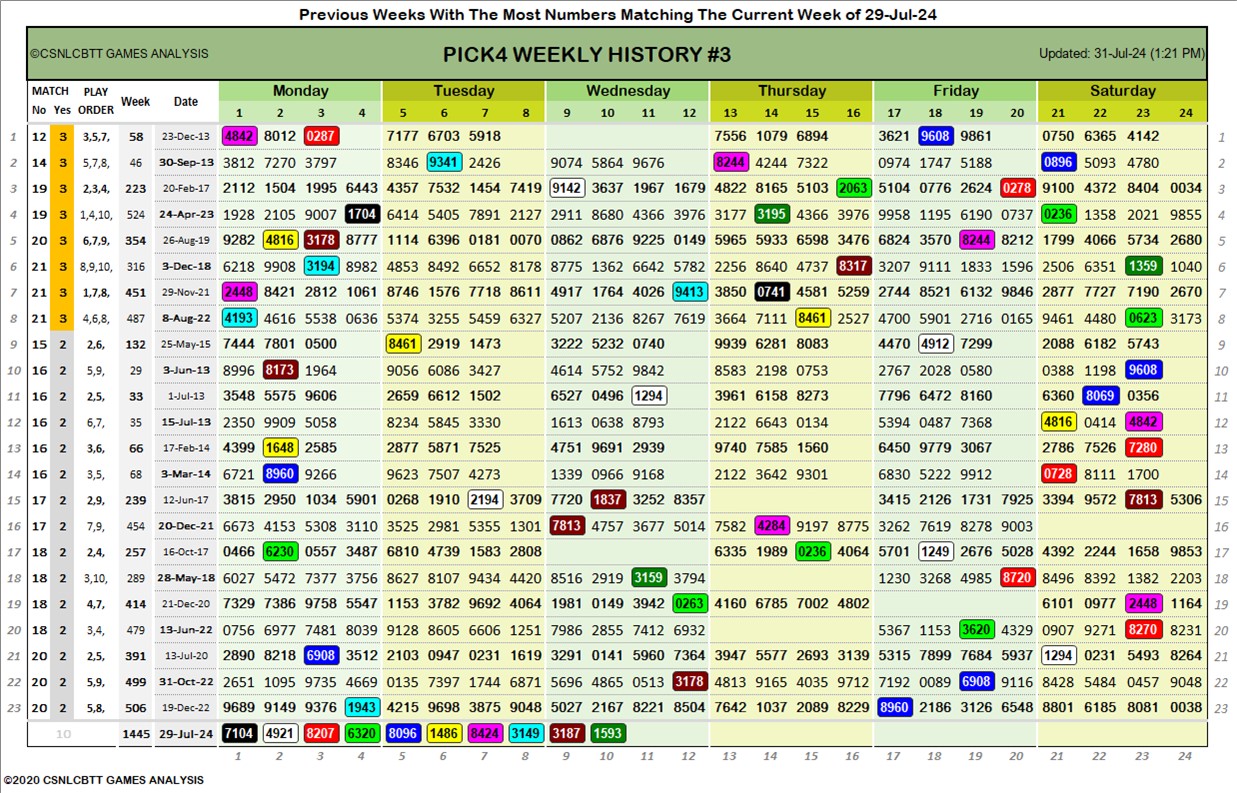 Previous Weeks With The Most Numbers Matching The Current Week of 29-Jul-24
©CSNLCBTT GAMES ANALYSIS PICK4 WEEKLY HISTORY #3 Updated: 31-Jul-24 (1:21 PM)
MATCH PLAY Week Date Monday Tuesday Wednesday Thursday Friday Saturday
No Yes ORDER 1 2 3 4 5 6 7 8 9 10 11 12 13 14 15 16 17 18 19 20 21 22 23 24
1 12 3 3,5,7, 58 23-Dec-13 4842 8012 0287 7177 6703 5918 7556 1079 6894 3621 9608 9861 0750 6365 4142 1
2 14 3 5,7,8, 46 30-Sep-13 3812 7270 3797 8346 9341 2426 9074 5864 9676 8244 4244 7322 0974 1747 5188 0896 5093 4780 2
3 19 3 2,3,4, 223 20-Feb-17 2112 1504 1995 6443 4357 7532 1454 7419 9142 3637 1967 1679 4822 8165 5103 2063 5104 0776 2624 0278 9100 4372 8404 0034 3
4 19 3 1,4,10, 524 24-Apr-23 1928 2105 9007 1704 6414 5405 7891 2127 2911 8680 4366 3976 3177 3195 4366 3976 9958 1195 6190 0737 0236 1358 2021 9855 4
5 20 3 6,7,9, 354 26-Aug-19 9282 4816 3178 8777 1114 6396 0181 0070 0862 6876 9225 0149 5965 5933 6598 3476 6824 3570 8244 8212 1799 4066 5734 2680 5
6 21 3 8,9,10, 316 3-Dec-18 6218 9908 3194 8982 4853 8495 6652 8178 8775 1362 6642 5782 2256 8640 4737 8317 3207 9111 1833 1596 2506 6351 1359 1040 6
7 21 3 1,7,8, 451 29-Nov-21 2448 8421 2812 1061 8746 1576 7718 8611 4917 1764 4026 9413 3850 0741 4581 5259 2744 8216 6132 9846 2877 7727 7190 2670 7
8 21 3 4,6,8, 487 8-Aug-22 4193 4616 5538 0636 5374 3255 5459 6327 5207 2136 8267 7619 3664 7111 8461 2527 4700 5901 2716 0165 9461 4480 0623 3173 8
9 15 2 2,6, 132 25-May-15 7444 7801 0500 8461 2919 1473 3222 5232 0740 9939 6281 8083 4470 4912 7299 2088 6182 5743 9
10 16 2 5,9, 29 3-Jun-13 8996 8173 1964 9056 6086 3427 4614 5752 9842 8583 2198 0753 2767 2028 0580 0388 1198 9608 10
11 16 2 2,5, 33 1-Jul-13 3548 5575 9606 2659 6612 1502 6527 0496 1294 3961 6158 8273 7796 6472 8160 6360 8069 0356 11
12 16 2 6,7, 35 15-Jul-13 2350 9909 5058 8234 5845 3330 1613 0638 8793 2122 6643 0134 5394 0487 7368 4816 0414 4842 12
13 16 2 3,6, 66 17-Feb-14 4399 1648 2585 2877 5871 7525 4751 9691 2939 9740 7585 1560 6450 9779 3067 2786 7526 7280 13
14 16 2 3,5, 68 3-Mar-14 6721 8960 9266 9623 7507 4273 1339 0966 9168 2122 3642 9301 6830 5222 9912 0728 8111 1700 14
15 17 2 2,9, 239 12-Jun-17 3815 2950 1034 5901 0268 1910 2194 3709 7720 1837 3252 8357 3415 2126 1731 7925 3394 9572 7813 5306 15
16 17 2 7,9, 454 20-Dec-21 6673 4153 5308 3110 3525 2981 5355 1301 7813 4757 3677 5014 7582 4284 9197 8775 3262 7619 8278 9003 16
17 18 2 2,4, 257 16-Oct-17 0466 6230 0557 3487 6810 4739 1583 2808 6335 1989 0236 4064 5701 1249 2676 5028 4392 2244 1658 9853 17
18 18 2 3,10, 289 28-May-18 6027 5472 7377 3756 8627 8107 9434 4420 8516 2919 3159 3794 1230 3268 4985 8720 8496 8392 1382 2203 18
19 18 2 4,7, 414 21-Dec-20 7329 7386 9758 5547 1153 3782 9692 4064 1981 0149 3942 0263 4160 6785 7002 4802 6101 0977 2448 1164 19
20 18 2 3,4, 479 13-Jun-22 0756 6977 7481 8039 9128 9705 6606 1251 7986 2855 7412 6932 5367 1153 3620 4329 0907 9271 8270 8231 20
21 20 2 2,5, 391 13-Jul-20 2890 8218 6908 3512 2103 0947 0231 1619 3291 0141 5960 7364 3947 5577 2693 3139 5315 7899 7684 5937 1294 0231 5493 8264 21
22 20 2 5,9, 499 31-Oct-22 2651 1095 9735 4669 0135 7397 1744 6871 5696 4865 0513 3178 4813 9165 4035 9712 7192 0089 6908 9116 8428 5484 0457 9048 22
23 20 2 5,8, 506 19-Dec-22 9689 9149 9376 1943 4215 9698 3875 9048 5027 2167 8221 8504 7642 1037 2089 8229 8960 2186 3126 6548 8801 6185 8081 0038 23
10 1445 29-Jul-24 7104 4921 8207 6320 8096 1486 8424 3149 3187 1593
1 2 3 4 5 6 7 8 9 10 11 12 13 14 15 16 17 18 19 20 21 22 23 24
©2020 CSNLCBTT GAMES ANALYSIS